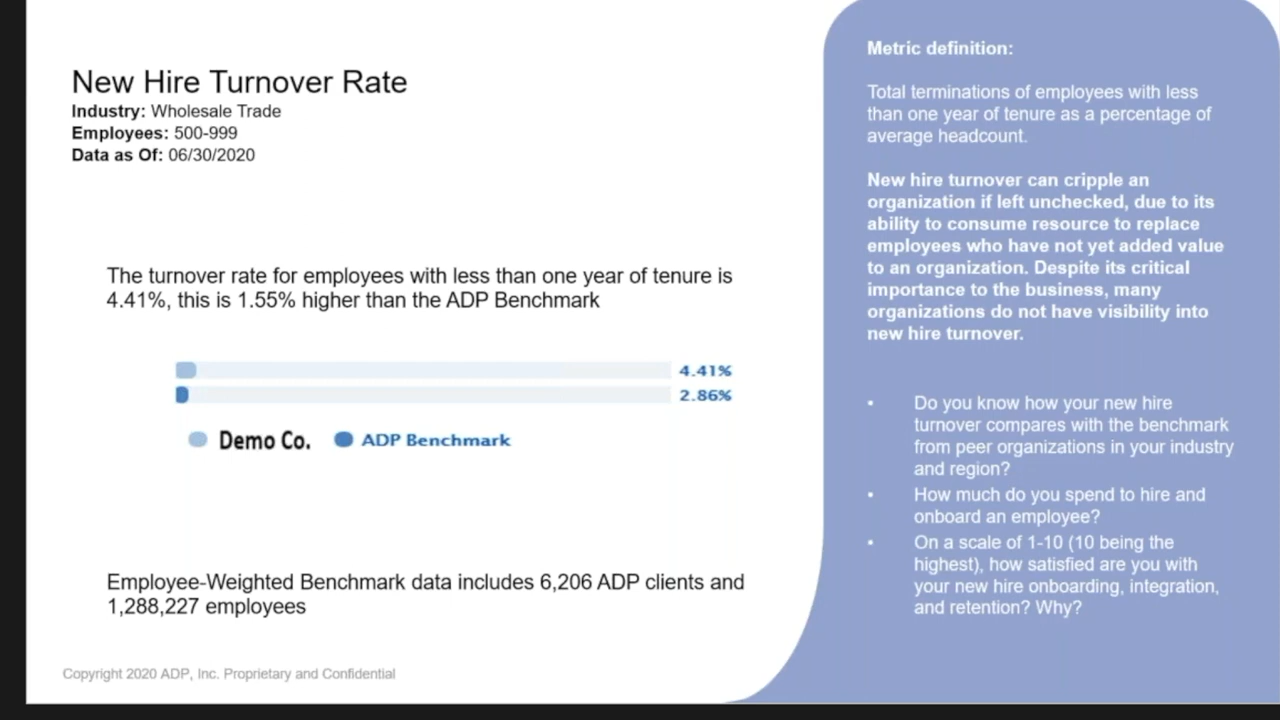 New Hire Turnover Rate
Industry: Wholesale Trade
Employees: 500-999
Data as Of: 06/30/2020
The turnover rate for employees with less than one year of tenure is
4.41%, this is 1.55% higher than the ADP Benchmark
4.41%
2.86%
Demo Co. ADP Benchmark
Employee-Weighted Benchmark data includes 6,206 ADP clients and
1,288,227 employees
Copyright 2020 ADP, Inc. Proprietary and Confidential
Metric definition:
Total terminations of employees with less
than one year of tenure as a percentage of
average headcount.
New hire turnover can cripple an
organization if left unchecked, due to its
ability to consume resource to replace
employees who have not yet added value
to an organization. Despite its critical
importance to the business, many
organizations do not have visibility into
new hire turnover.
• Do you know how your new hire
turnover compares with the benchmark
from peer organizations in your industry
and region?
• How much do you spend to hire and
onboard an employee?
• On a scale of 1-10 (10 being the
highest), how satisfied are you with
your new hire onboarding, integration,
and retention? Why?